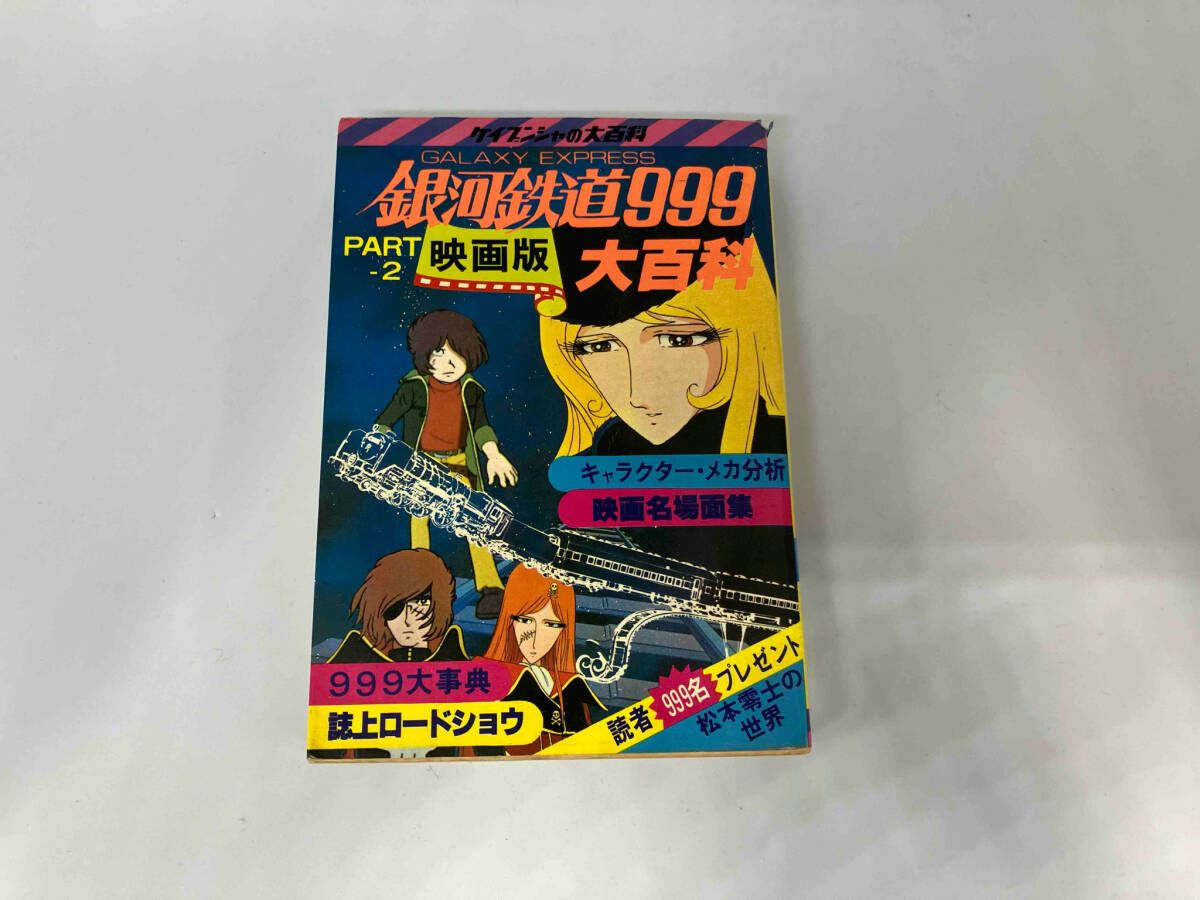 ケイブンシャの大百科
GALAXY EXPRESS
銀河鉄道999
PART
-2
映画版
大百科
キャラクター・メカ分析
映画名場面集
999大事典
誌上ロードショウ
読者999名プレゼント
松本零士の
世界